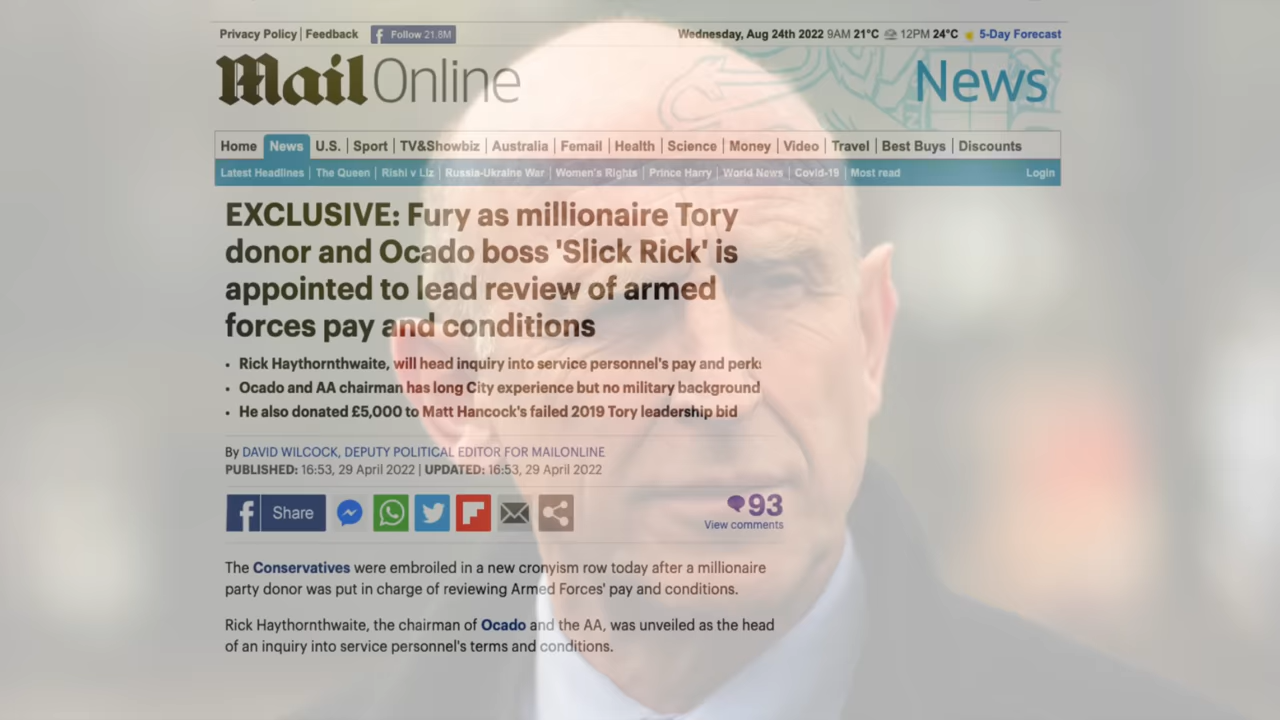 Privacy Policy | Feedback Follow 21.8M Wednesday, Aug 24th 2022 9AM 21°C 12PM 24°C 5-Day Forecast
Mail Online News
Home News U.S. | Sport | TV&Showbiz | Australia | Femail | Health | Science | Money | Video | Travel | Best Buys | Discounts
Latest Headlines | The Queen | Rishi v Liz | Russia-Ukraine War | Women's Rights | Prince Harry | World News | Covid-19 | Most read Login
EXCLUSIVE: Fury as millionaire Tory
donor and Ocado boss 'Slick Rick' is
appointed to lead review of armed
forces pay and conditions
• Rick Haythornthwaite, will head inquiry into service personnel's pay and perks
• Ocado and AA chairman has long City experience but no military background
• He also donated £5,000 to Matt Hancock's failed 2019 Tory leadership bid
By DAVID WILCOCK, DEPUTY POLITICAL EDITOR FOR MAILONLINE
PUBLISHED: 16:53, 29 April 2022 | UPDATED: 16:53, 29 April 2022
f Share 93
View comments
The Conservatives were embroiled in a new cronyism row today after a millionaire
party donor was put in charge of reviewing Armed Forces' pay and conditions.
Rick Haythornthwaite, the chairman of Ocado and the AA, was unveiled as the head
of an inquiry into service personnel's terms and conditions.